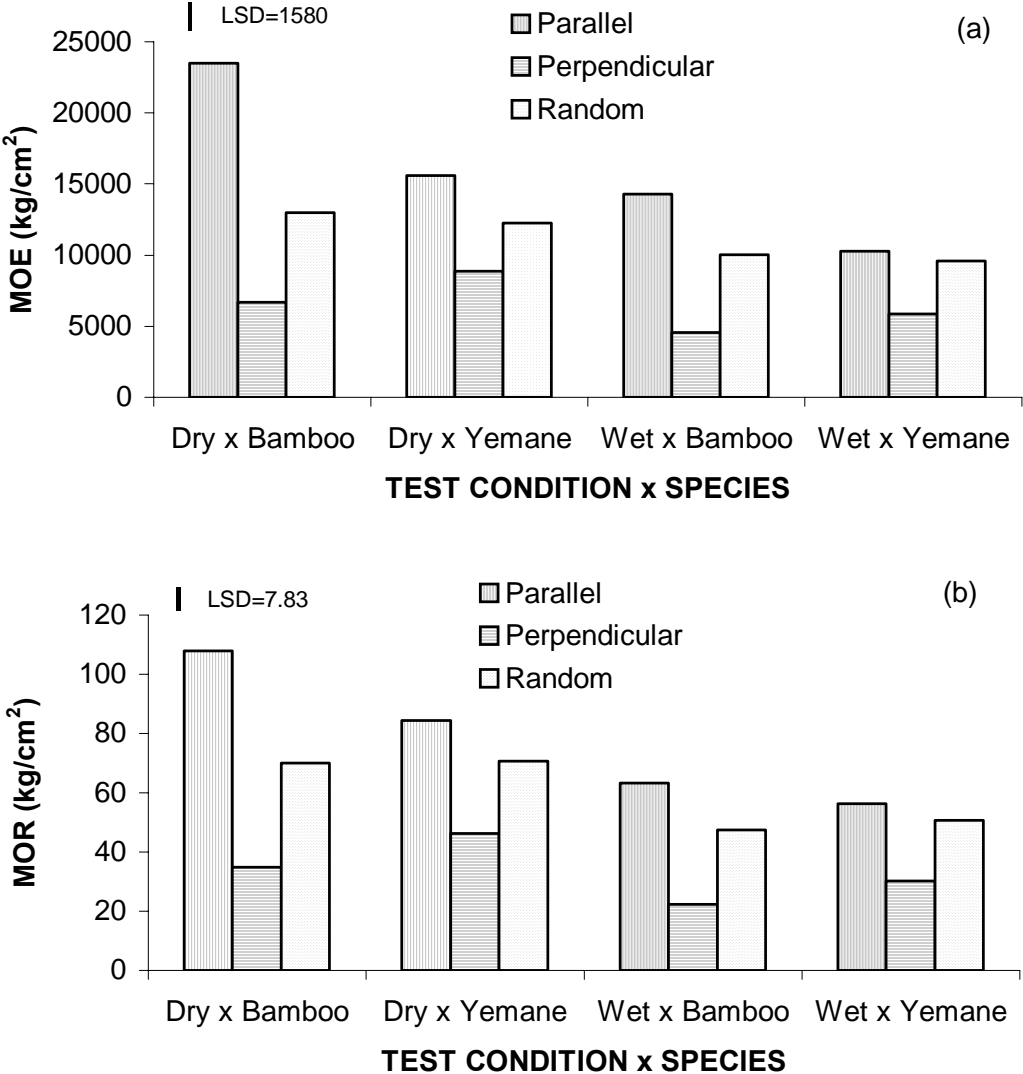 LSD=1580
Parallel
(a)
Perpendicular
Random
25000
20000
15000
10000
5000
0
MOE (kg/cm²)
Dry x Bamboo Dry x Yemane Wet x Bamboo Wet x Yemane
TEST CONDITION x SPECIES
LSD=7.83
Parallel
(b)
Perpendicular
Random
120
100
80
60
40
20
0
MOR (kg/cm²)
Dry x Bamboo Dry x Yemane Wet x Bamboo Wet x Yemane
TEST CONDITION x SPECIES